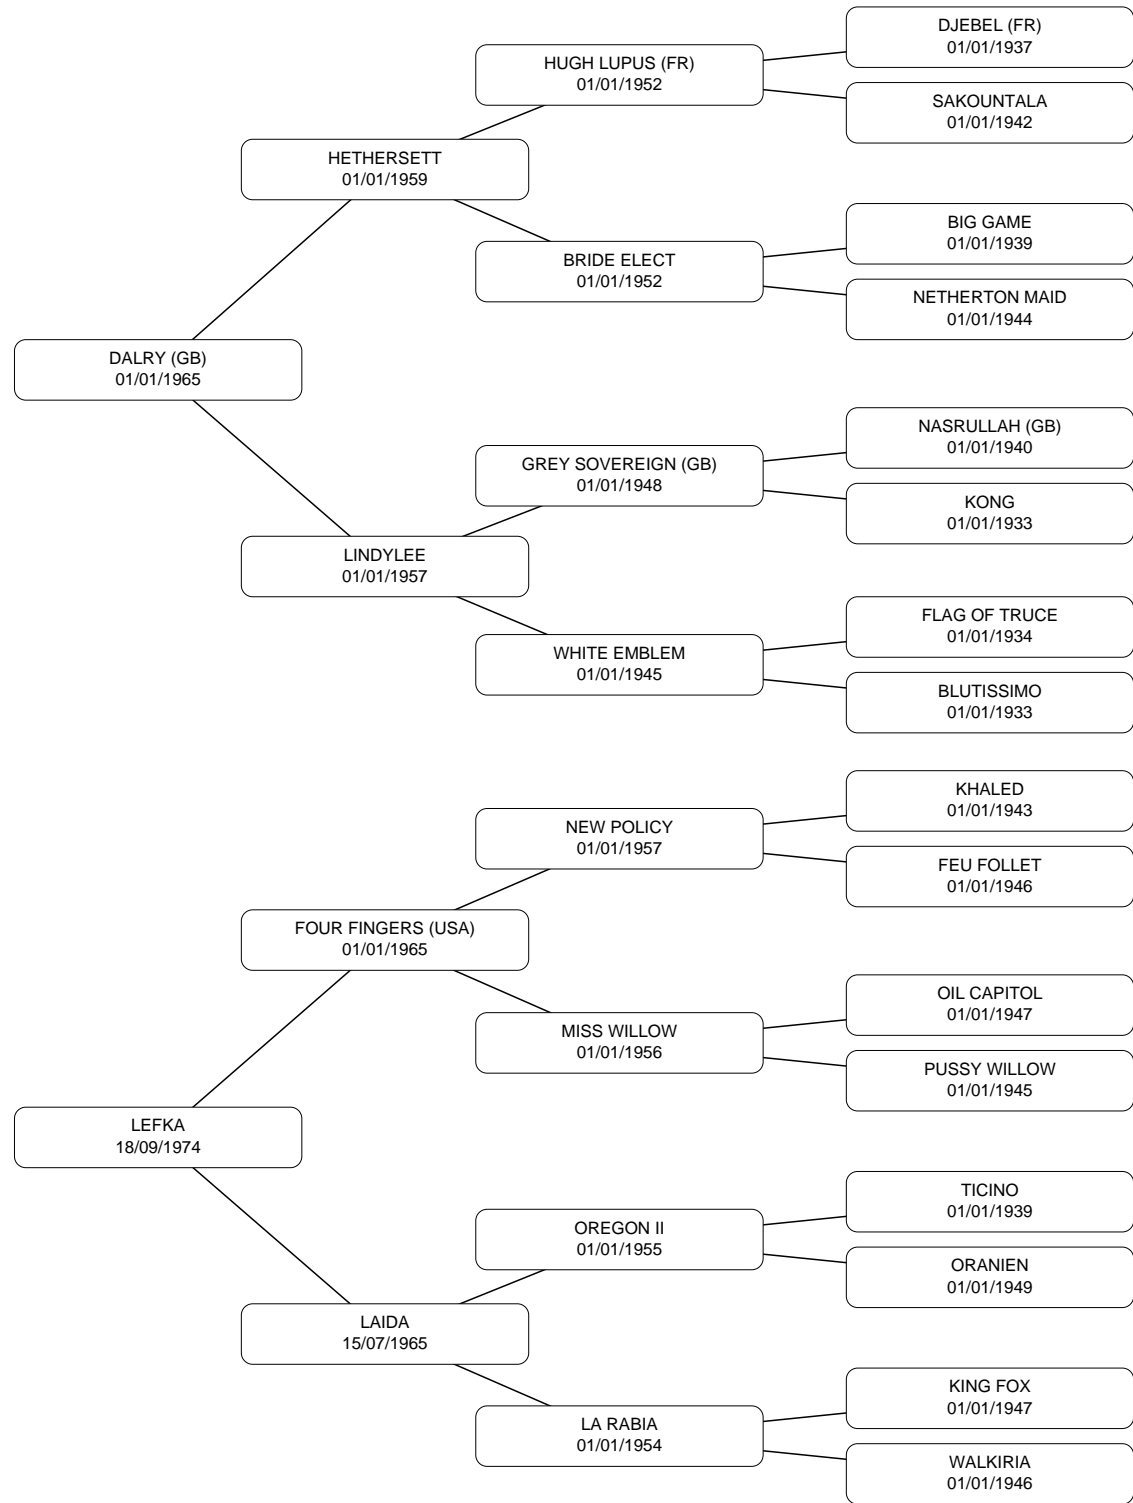 DJEBEL (FR)
01/01/1937
HUGH LUPUS (FR)
01/01/1952
SAKOUNTALA
01/01/1942
HETHERSETT
01/01/1959
BIG GAME
01/01/1939
BRIDE ELECT
01/01/1952
NETHERTON MAID
01/01/1944
DALRY (GB)
01/01/1965
NASRULLAH (GB)
01/01/1940
GREY SOVEREIGN (GB)
01/01/1948
KONG
01/01/1933
LINDYLEE
01/01/1957
FLAG OF TRUCE
01/01/1934
WHITE EMBLEM
01/01/1945
BLUTISSIMO
01/01/1933
KHALED
01/01/1943
NEW POLICY
01/01/1957
FEU FOLLET
01/01/1946
FOUR FINGERS (USA)
01/01/1965
OIL CAPITOL
01/01/1947
MISS WILLOW
01/01/1956
PUSSY WILLOW
01/01/1945
LEFKA
18/09/1974
TICINO
01/01/1939
OREGON II
01/01/1955
ORANIEN
01/01/1949
LAIDA
15/07/1965
KING FOX
01/01/1947
LA RABIA
01/01/1954
WALKIRIA
01/01/1946